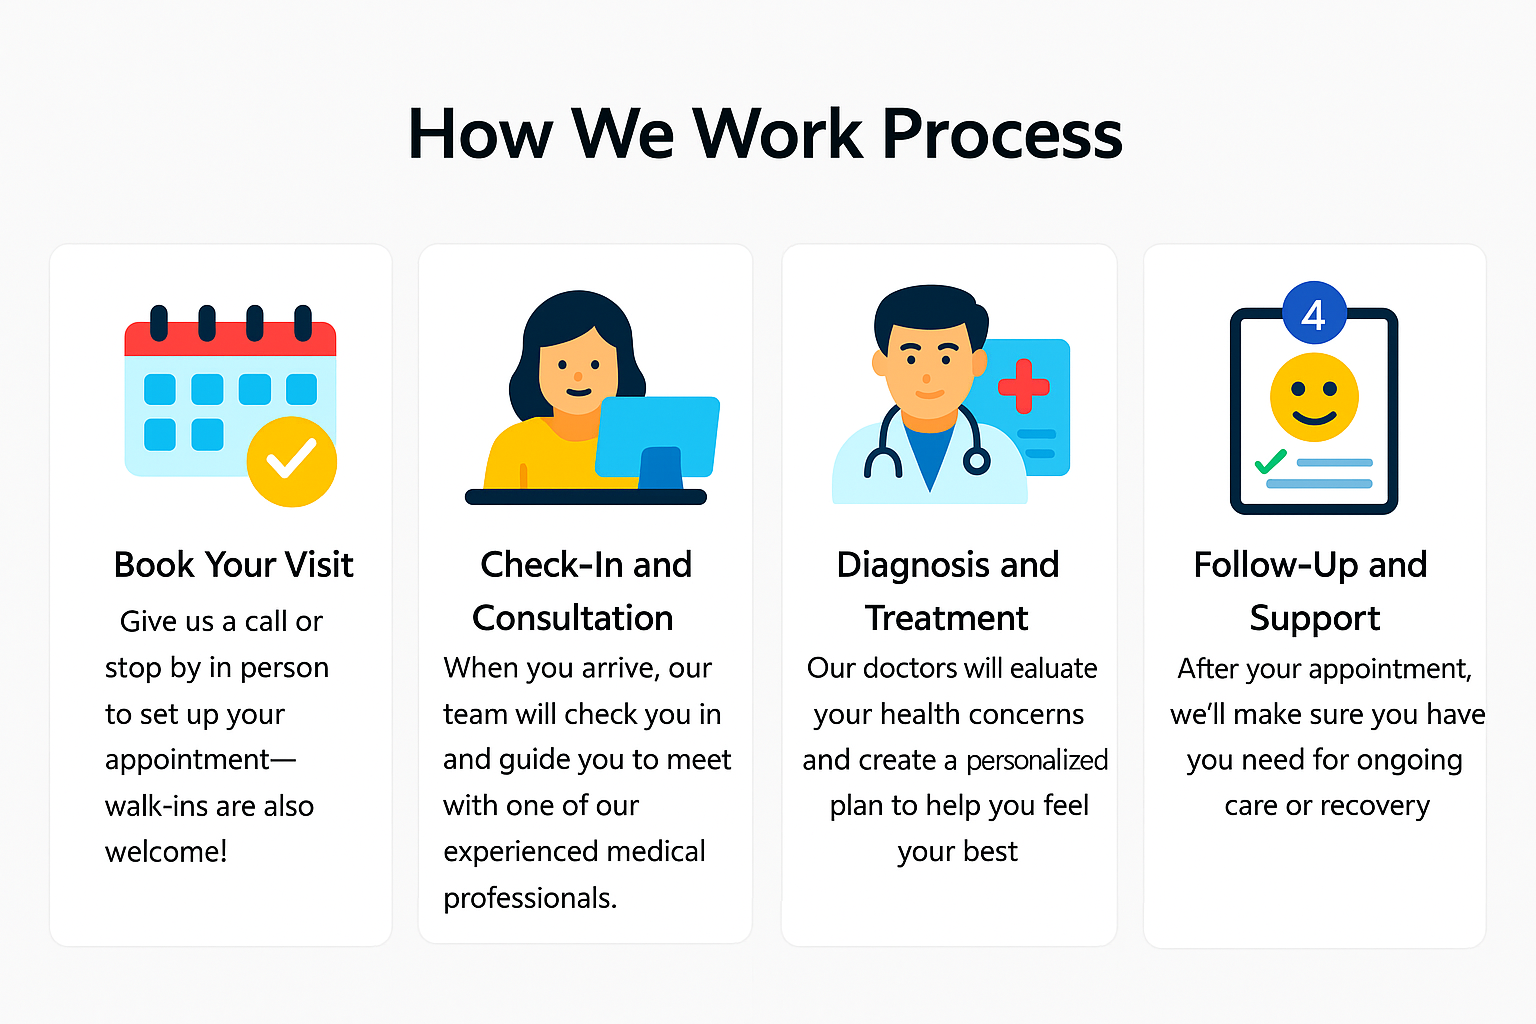 How We Work Process
Book Your Visit
Give us a call or
stop by in person
to set up your
appointment—
walk-ins are also
welcome!
Check-In and
Consultation
When you arrive, our
team will check you in
and guide you to meet
with one of our
experienced medical
professionals.
Diagnosis and
Treatment
Our doctors will ealuate
your health concerns
and create a personalized
plan to help you feel
your best
4
Follow-Up and
Support
After your appointment,
we’ll make sure you have
you need for ongoing
care or recovery